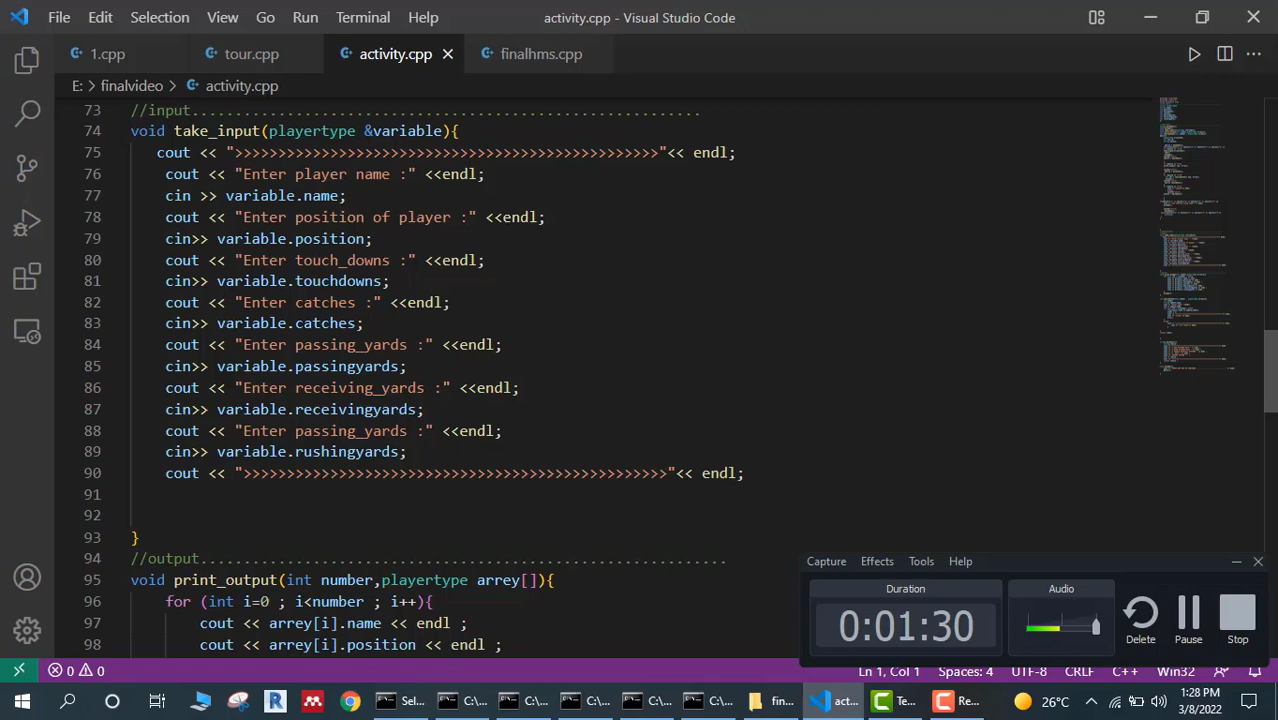 File Edit Selection View Go Run Terminal Help activity.cpp - Visual Studio Code
1.cpp tour.cpp activity.cpp finalhms.cpp
E: > finalvideo > activity.cpp
73 //input..........................................................
74 void take_input(playertype &variable){
75 cout << ">>>>>>>>>>>>>>>>>>>>>>>>>>>>>>>>>>>>>>>>>>>>>>>>>"<< endl;
76 cout << "Enter player name :" <<endl;
77 cin >> variable.name;
78 cout << "Enter position of player :" <<endl;
79 cin>> variable.position;
80 cout << "Enter touch_downs :" <<endl;
81 cin>> variable.touchdowns;
82 cout << "Enter catches :" <<endl;
83 cin>> variable.catches;
84 cout << "Enter passing_yards :" <<endl;
85 cin>> variable.passingyards;
86 cout << "Enter receiving_yards :" <<endl;
87 cin>> variable.receivingyards;
88 cout << "Enter passing_yards :" <<endl;
89 cin>> variable.rushingyards;
90 cout << ">>>>>>>>>>>>>>>>>>>>>>>>>>>>>>>>>>>>>>>>>>>>>>>>>"<< endl;
91
92
93 }
94 //output............................................................
95 void print_output(int number,playertype arrey[]){
96 for (int i=0 ; i<number ; i++){
97 cout << arrey[i].name << endl ;
98 cout << arrey[i].position << endl ;
Capture Effects Tools Help
Duration Audio
0:01:30
Delete Pause Stop
0 0 Ln 1, Col 1 Spaces: 4 UTF-8 CRLF C++ Win32
Sel... C:\... C:\... C:\... C:\... C:\... fin... act... Te... Re... 26°C 1:28 PM
3/8/2022